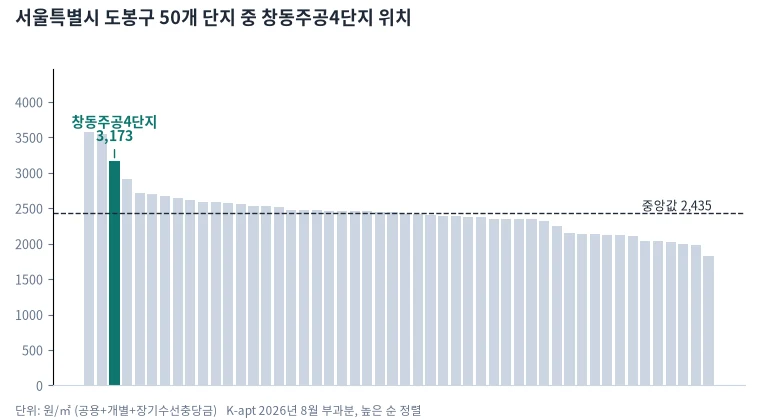 서울특별시 도봉구 50개 단지 중 창동주공4단지 위치
4000
3500
3000
2500
2000
1500
1000
500
0
창동주공4단지
3,173
중앙값 2,435
단위: 원/㎡ (공용+개별+장기수선충당금) K-apt 2026년 8월 부과분, 높은 순 정렬